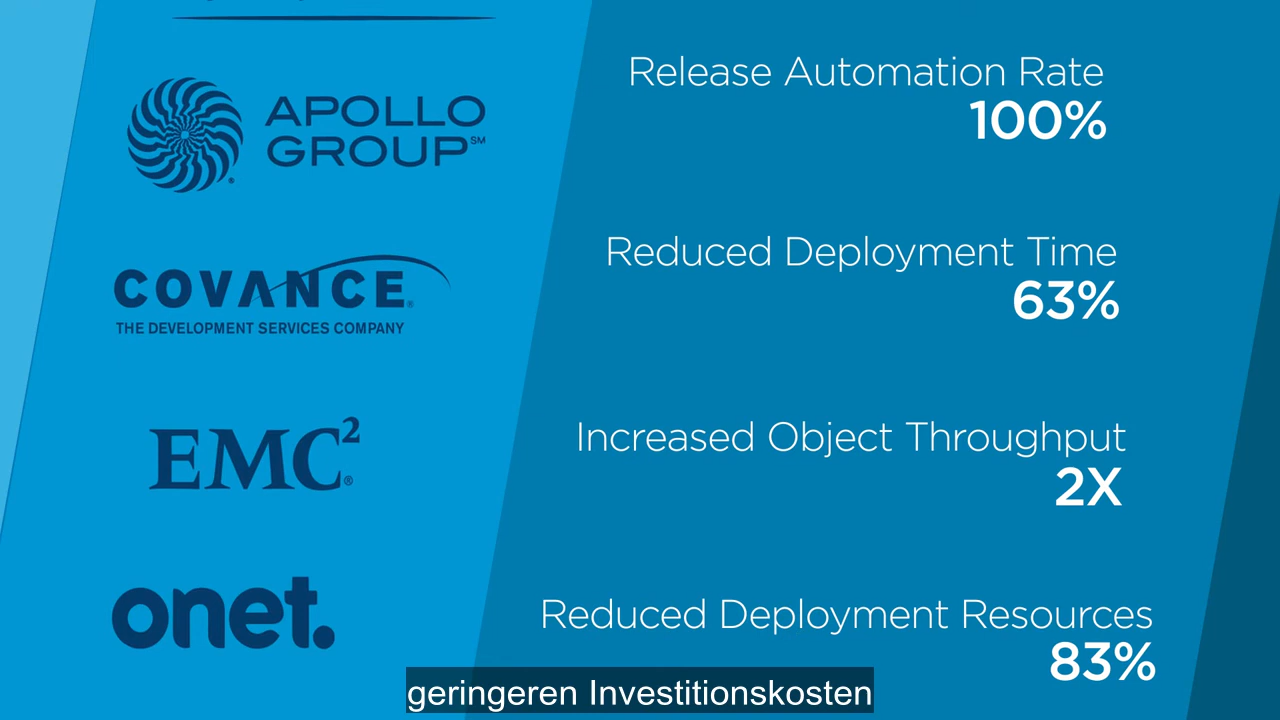 APOLLO
GROUP℠
Release Automation Rate
100%
COVANCE®
THE DEVELOPMENT SERVICES COMPANY
Reduced Deployment Time
63%
EMC²®
Increased Object Throughput
2X
onet.
Reduced Deployment Resources
83%
geringeren Investitionskosten